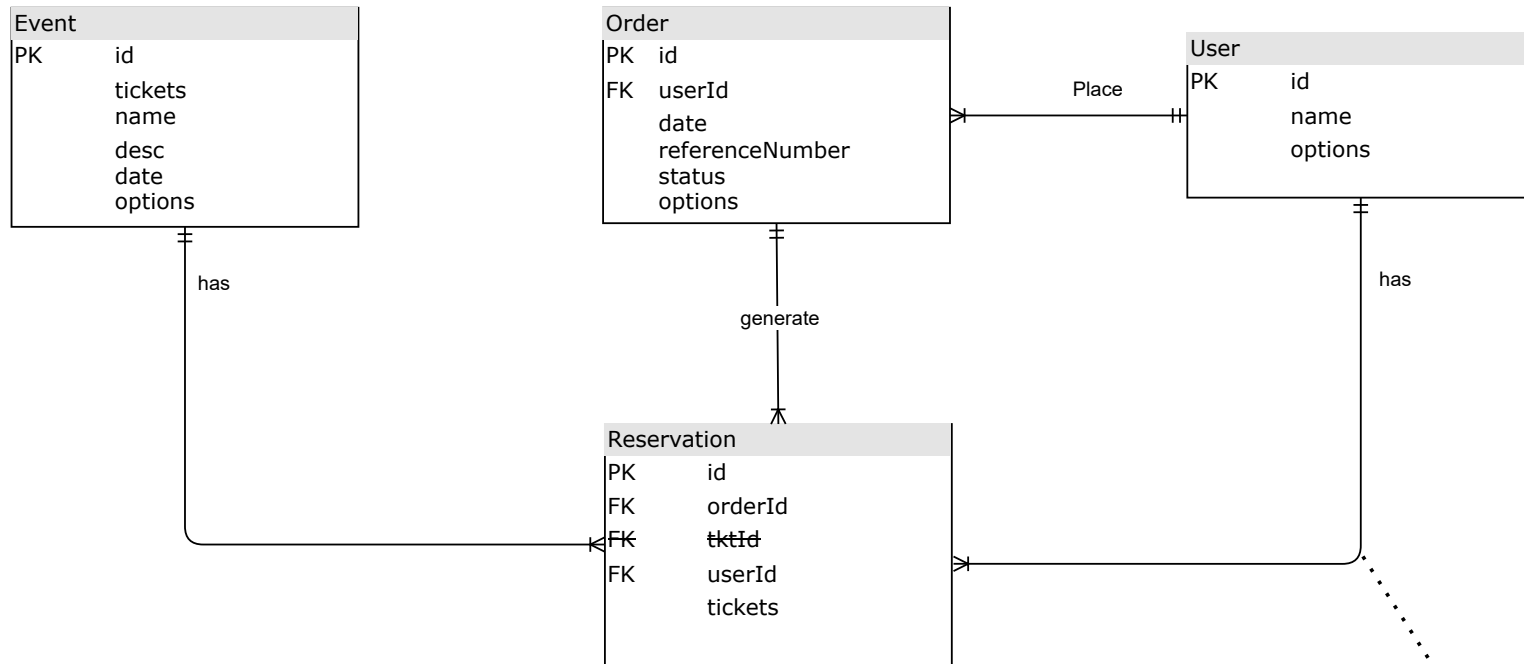 Event
PK id
tickets
name
desc
date
options
Order
PK id
FK userId
date
referenceNumber
status
options
Place
User
PK id
name
options
has
generate
has
Reservation
PK id
FK orderId
FK tktId
FK userId
tickets